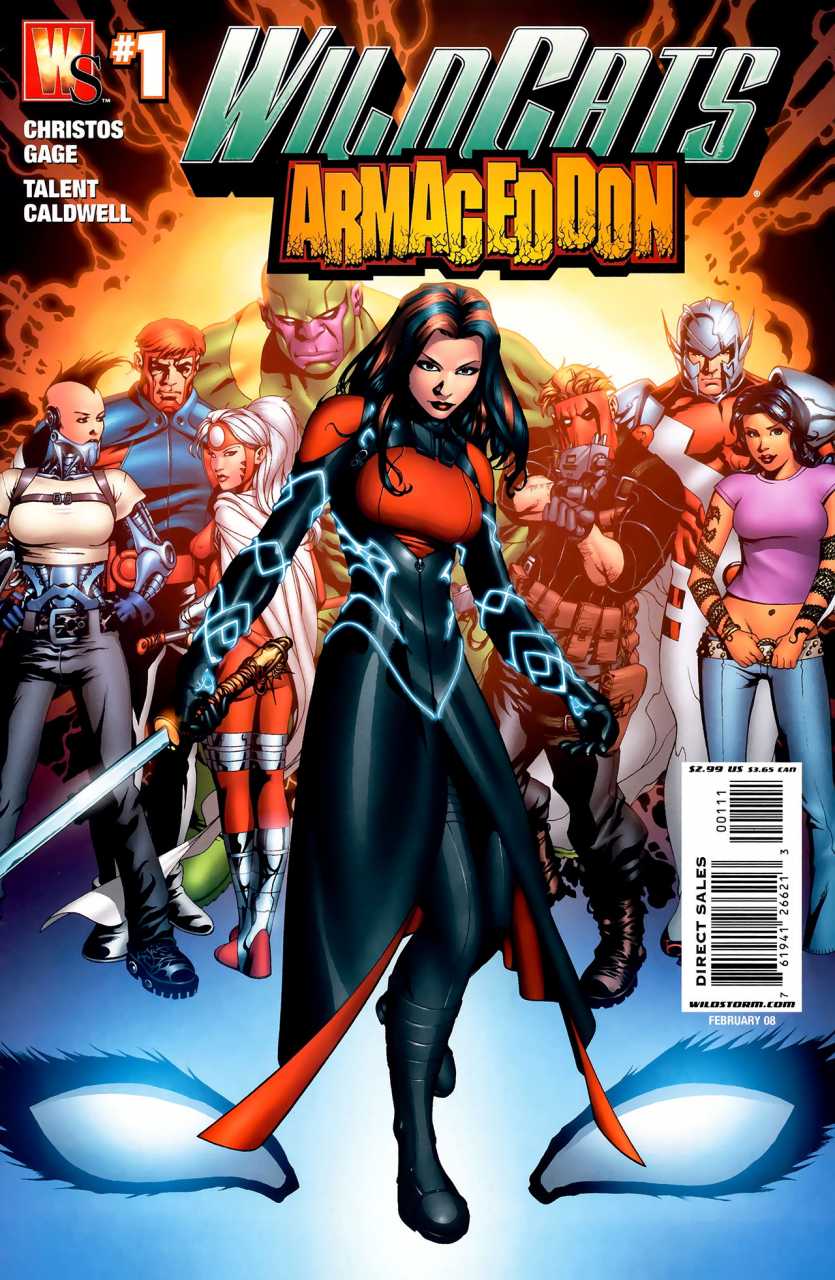 WS™
#1
CHRISTOS
GAGE
TALENT
CALDWELL
WILDCATS
ARMAGEDDON
®
$2.99 US $3.65 CAN
00111
DIRECT SALES
7 61941 26621 3
WILDSTORM.COM
FEBRUARY 08